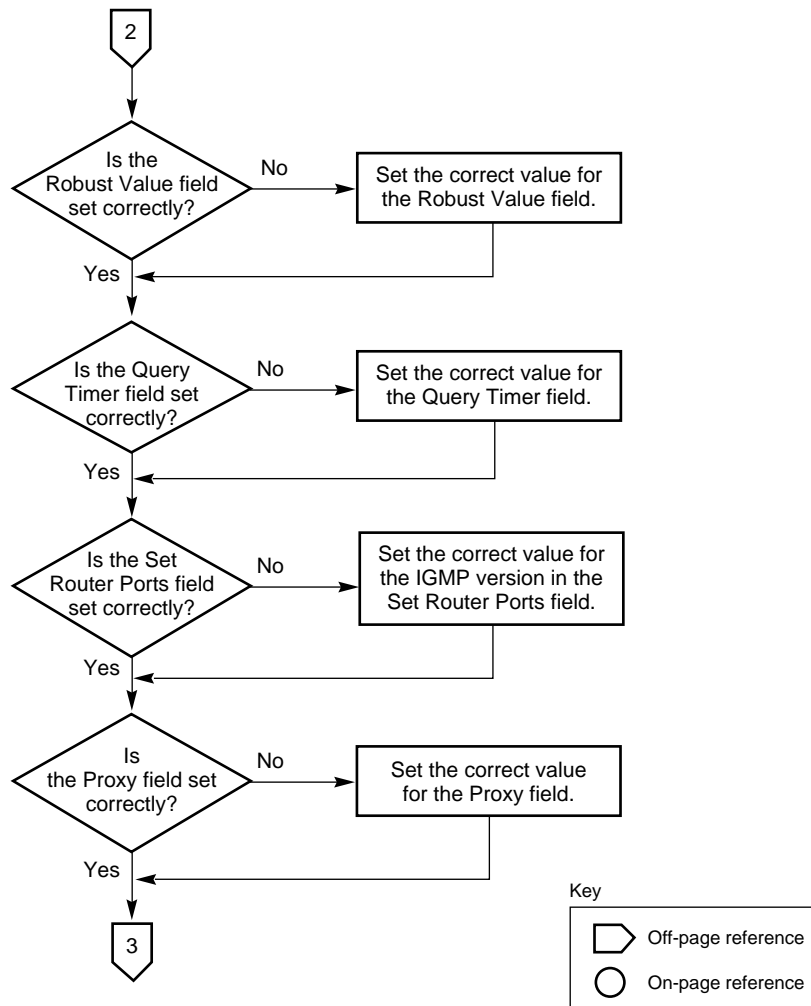 2
Is the
Robust Value field
set correctly?
No
Set the correct value for
the Robust Value field.
Yes
Is the Query
Timer field set
correctly?
No
Set the correct value for
the Query Timer field.
Yes
Is the Set
Router Ports field
set correctly?
No
Set the correct value for
the IGMP version in the
Set Router Ports field.
Yes
Is
the Proxy field set
correctly?
No
Set the correct value
for the Proxy field.
Yes
3
Key
Off-page reference
On-page reference